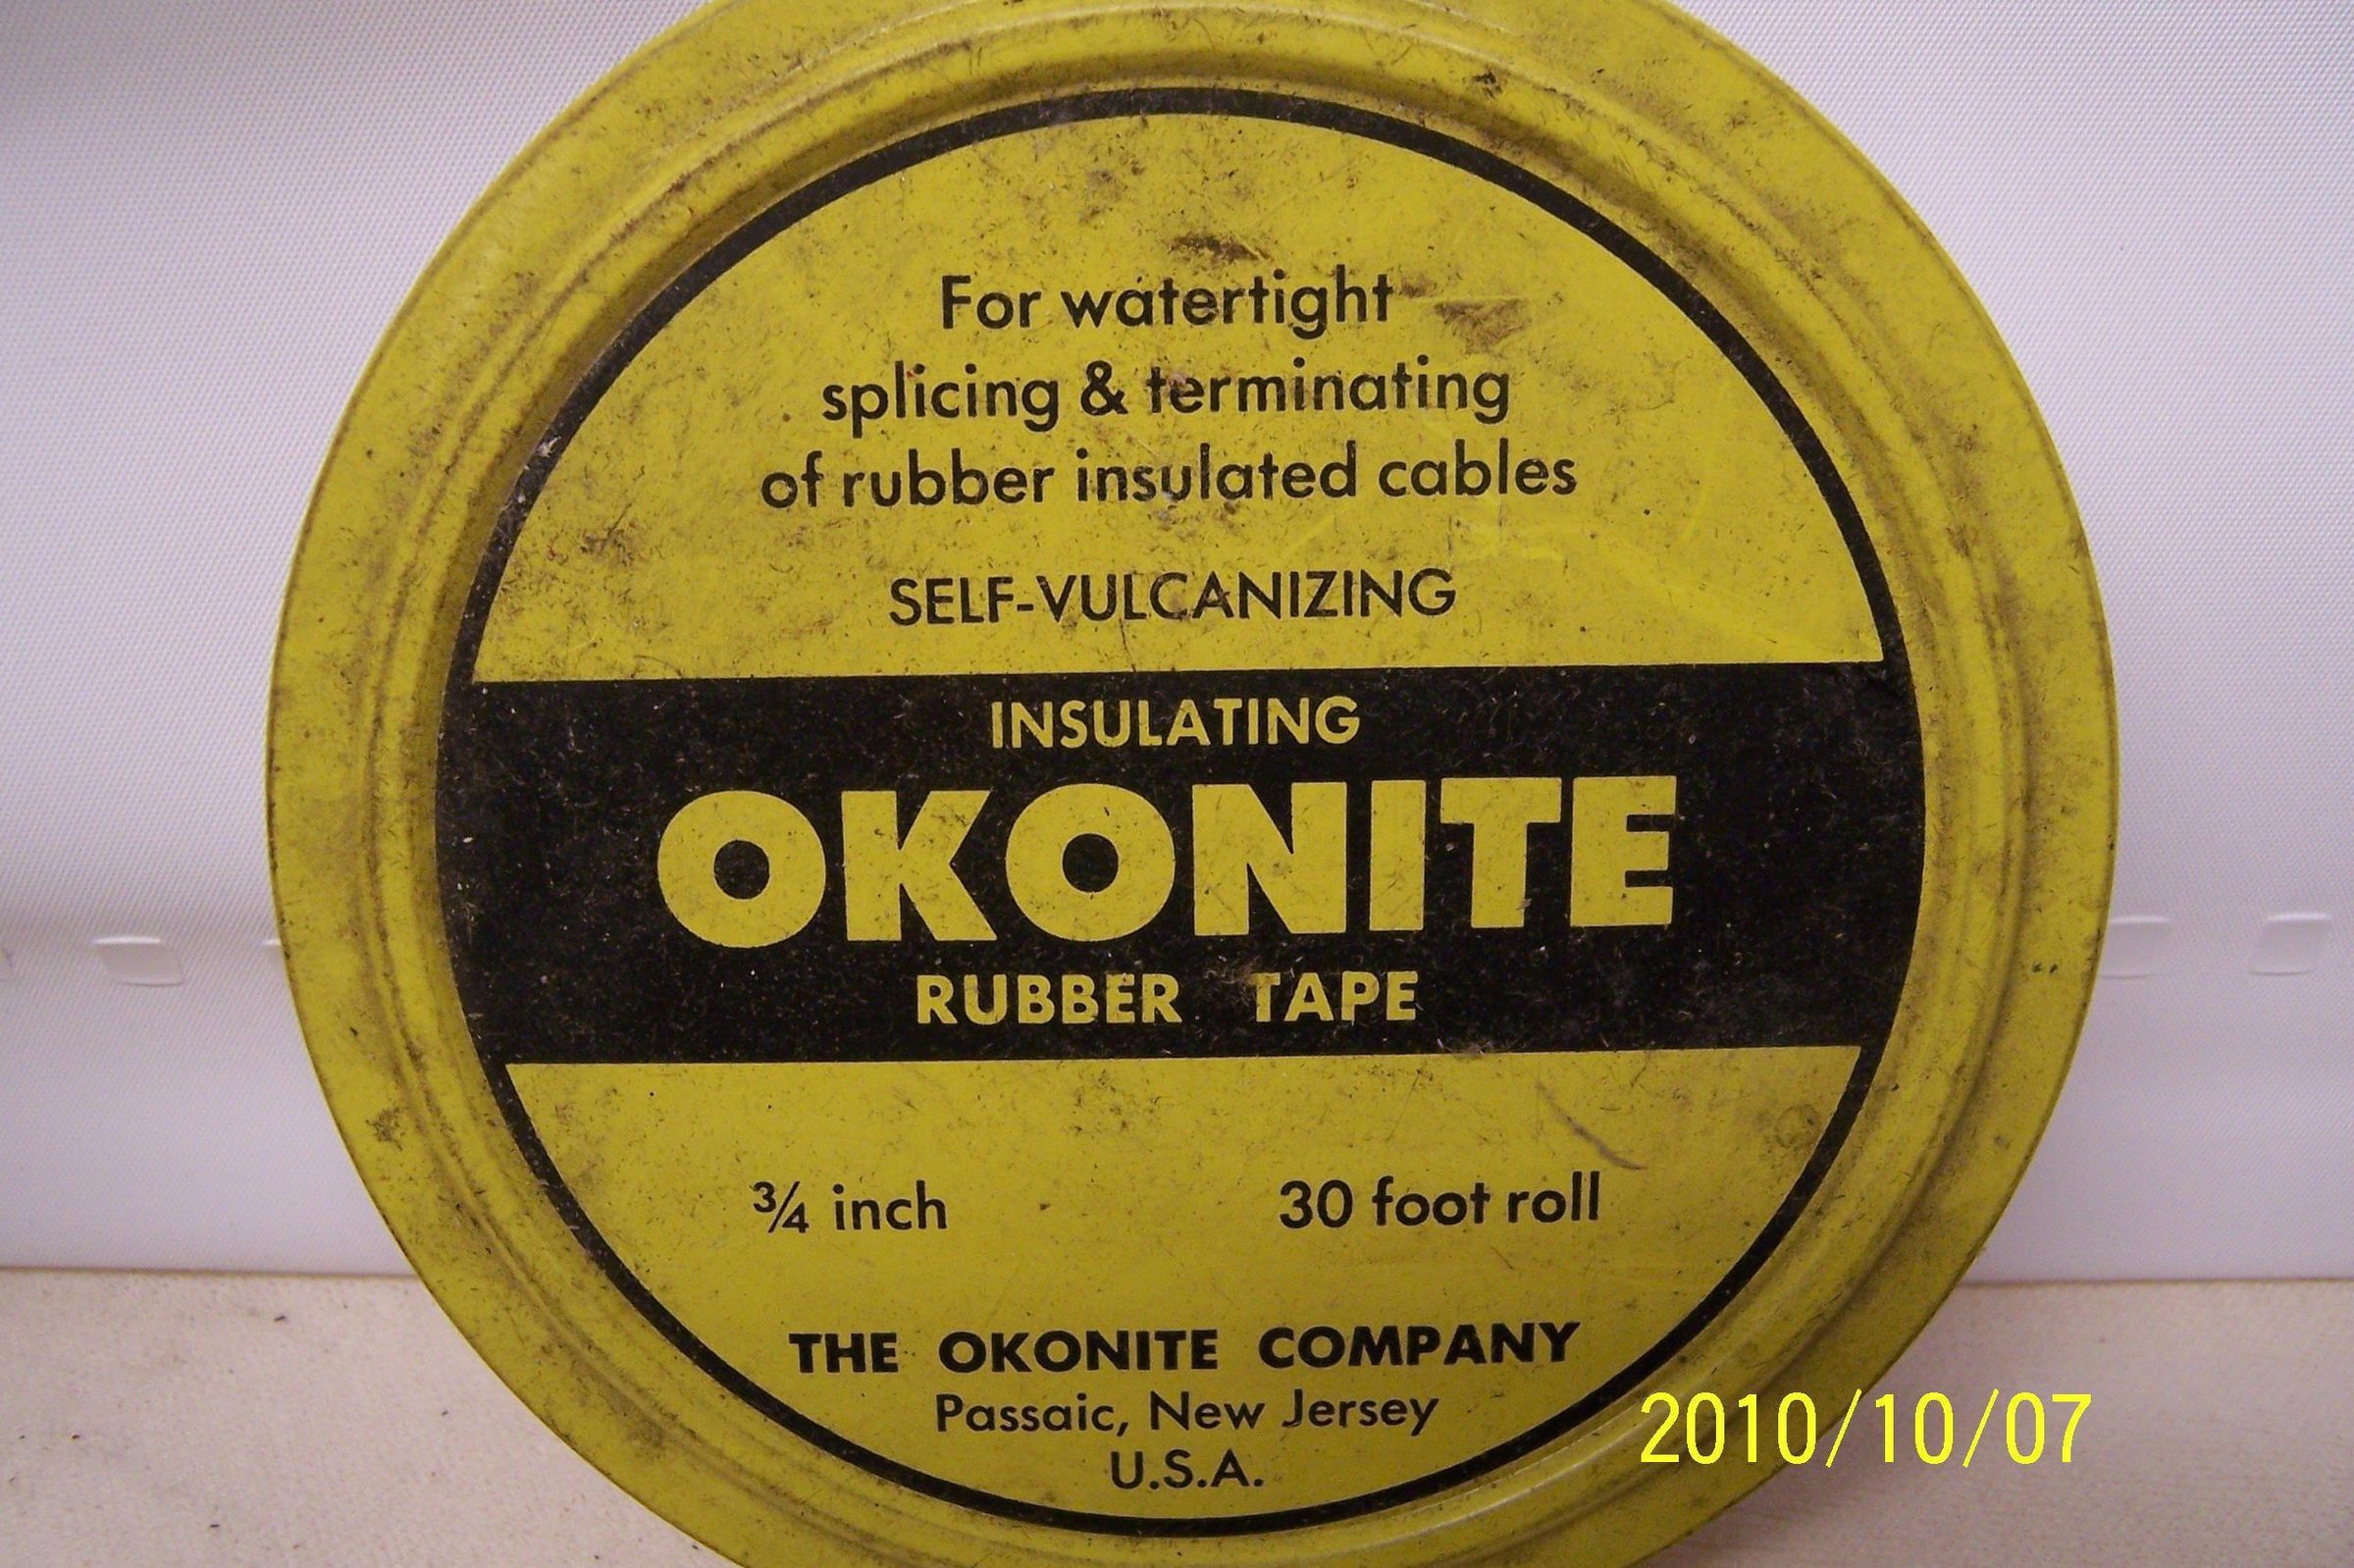 For watertight
splicing & terminating
of rubber insulated cables
SELF-VULCANIZING
INSULATING
OKONITE
RUBBER TAPE
¾ inch 30 foot roll
THE OKONITE COMPANY
Passaic, New Jersey
U.S.A.
2010/10/07